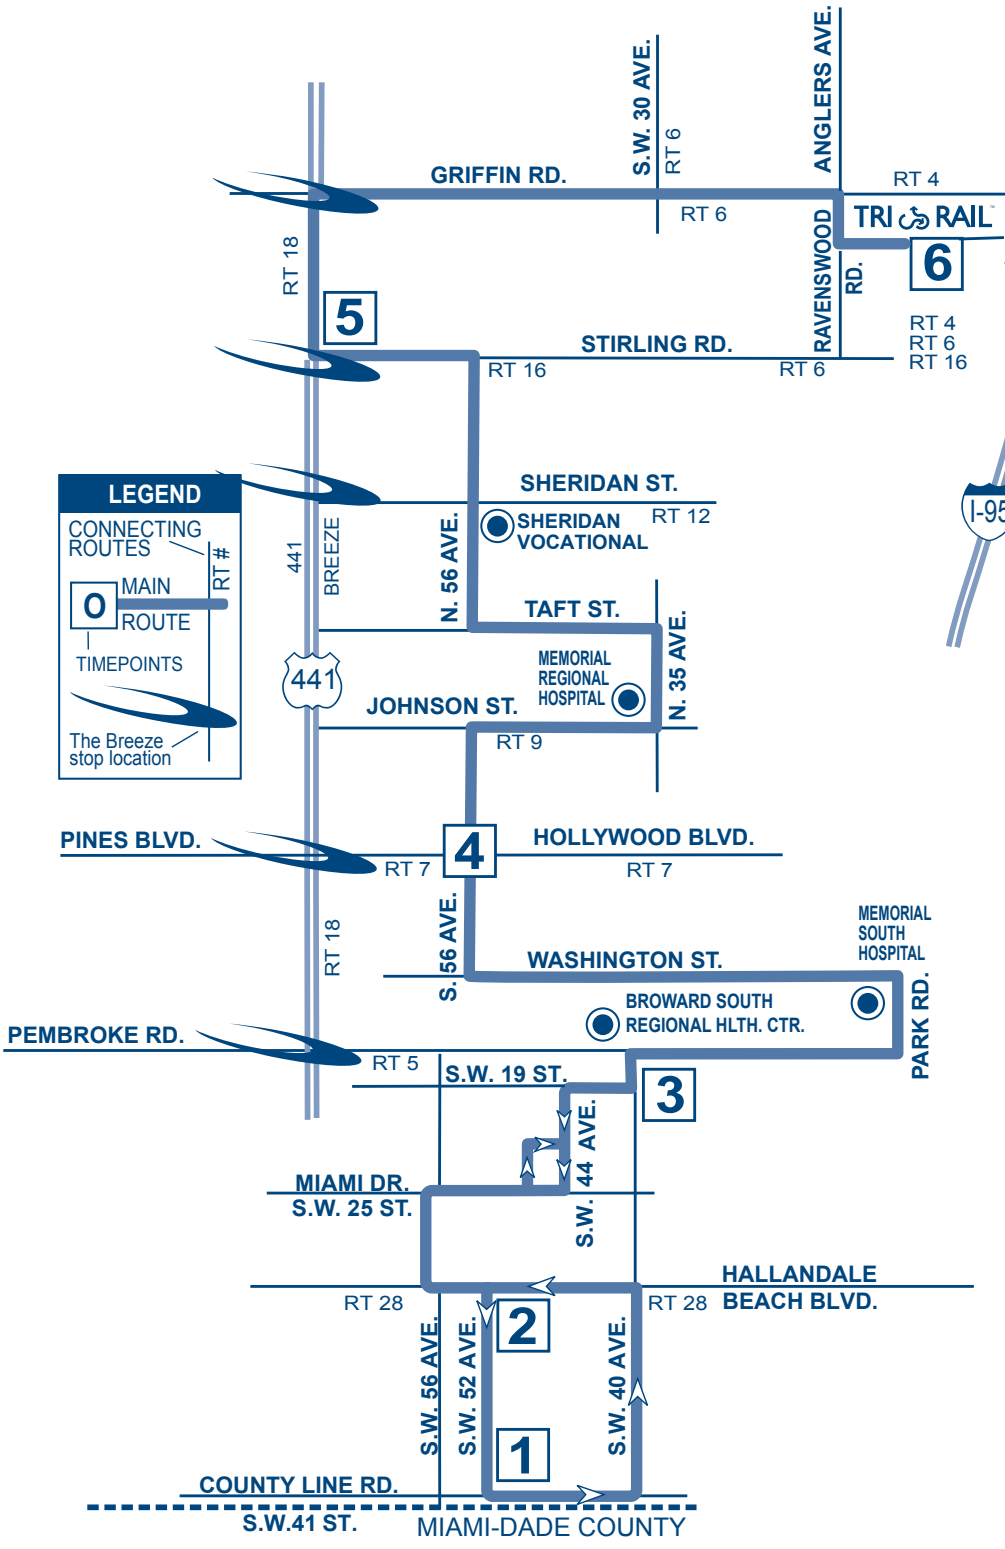 S.W. 30 AVE.
RT 6
ANGLERS AVE.
GRIFFIN RD.
RT 4
RT 6
TRI RAIL
RAVENSWOOD
RD.
6
RT 18
5
STIRLING RD.
RT 4
RT 6
RT 16
RT 16
RT 6
SHERIDAN ST.
RT 12
LEGEND
CONNECTING
ROUTES
RT #
O
MAIN
ROUTE
TIMEPOINTS
The Breeze
stop location
441
BREEZE
N. 56 AVE.
SHERIDAN
VOCATIONAL
I-95
TAFT ST.
441
MEMORIAL
REGIONAL
HOSPITAL
N. 35 AVE.
JOHNSON ST.
RT 9
PINES BLVD.
4
HOLLYWOOD BLVD.
RT 7
RT 7
RT 18
S. 56 AVE.
MEMORIAL
SOUTH
HOSPITAL
WASHINGTON ST.
PARK RD.
BROWARD SOUTH
REGIONAL HLTH. CTR.
PEMBROKE RD.
RT 5
S.W. 19 ST.
3
S.W. 44 AVE.
MIAMI DR.
S.W. 25 ST.
HALLANDALE
BEACH BLVD.
RT 28
RT 28
2
S.W. 56 AVE.
S.W. 52 AVE.
S.W. 40 AVE.
1
COUNTY LINE RD.
S.W.41 ST.
MIAMI-DADE COUNTY